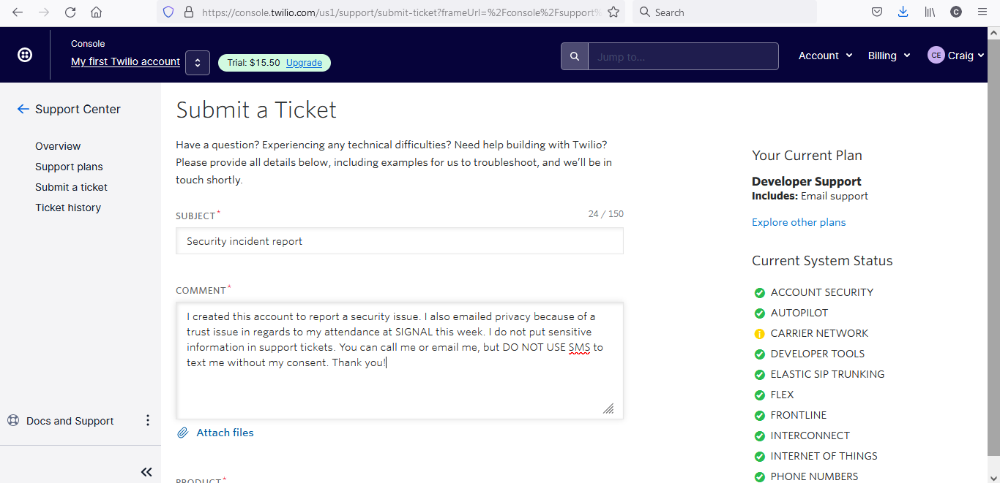 https://console.twilio.com/us1/support/submit-ticket?frameUrl=%2Fconsole%2Fsupport%
Search
C
Console
My first Twilio account
Trial: $15.50 Upgrade
Jump to...
Account
Billing
CE Craig
Support Center
Overview
Support plans
Submit a ticket
Ticket history
Docs and Support
Submit a Ticket
Have a question? Experiencing any technical difficulties? Need help building with Twilio?
Please provide all details below, including examples for us to troubleshoot, and we’ll be in
touch shortly.
SUBJECT*
24 / 150
Security incident report
COMMENT*
I created this account to report a security issue. I also emailed privacy because of a
trust issue in regards to my attendance at SIGNAL this week. I do not put sensitive
information in support tickets. You can call me or email me, but DO NOT USE SMS to
text me without my consent. Thank you!
Attach files
PRODUCT*
Your Current Plan
Developer Support
Includes: Email support
Explore other plans
Current System Status
ACCOUNT SECURITY
AUTOPILOT
CARRIER NETWORK
DEVELOPER TOOLS
ELASTIC SIP TRUNKING
FLEX
FRONTLINE
INTERCONNECT
INTERNET OF THINGS
PHONE NUMBERS